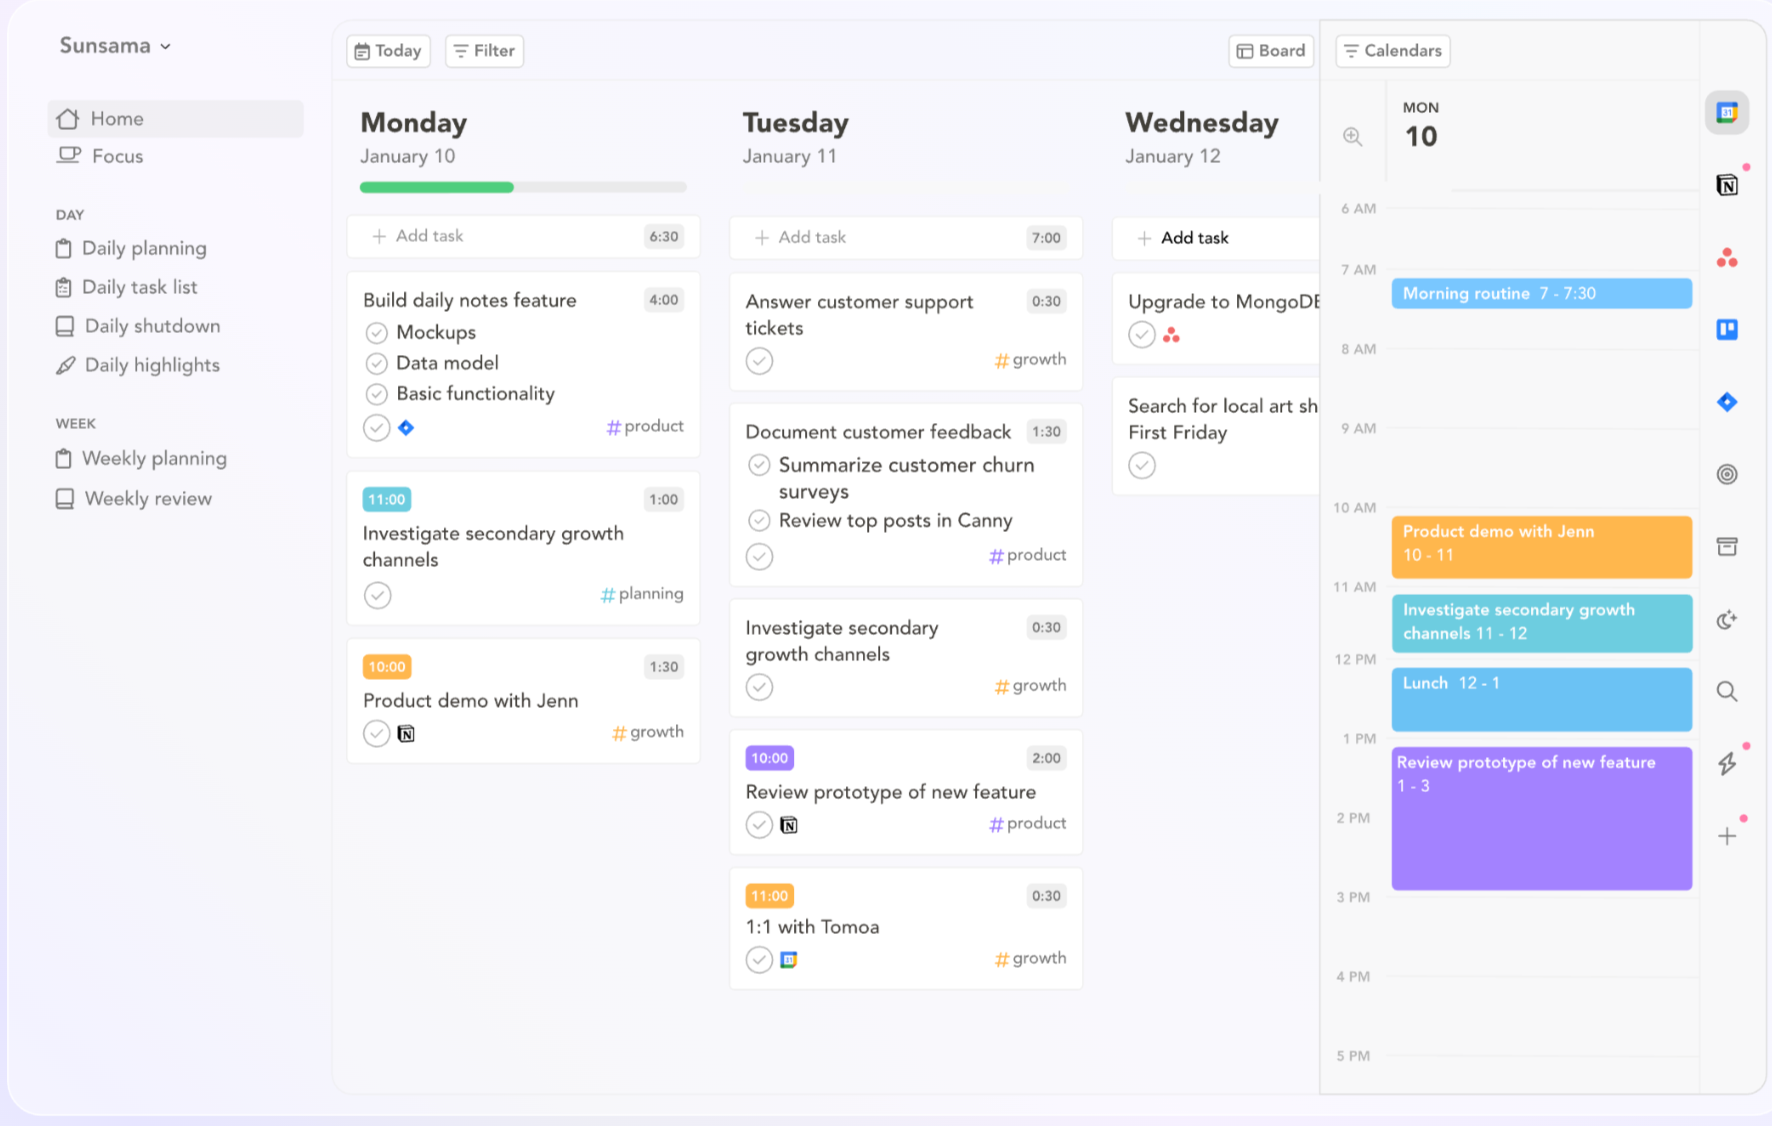 Sunsama
Home
Focus
DAY
Daily planning
Daily task list
Daily shutdown
Daily highlights
WEEK
Weekly planning
Weekly review
Today
Filter
Board
Monday
January 10
Add task
6:30
Build daily notes feature
4:00
Mockups
Data model
Basic functionality
#product
11:00
1:00
Investigate secondary growth
channels
#planning
10:00
1:30
Product demo with Jenn
#growth
Tuesday
January 11
Add task
7:00
Answer customer support
0:30
tickets
#growth
Document customer feedback
1:30
Summarize customer churn
surveys
Review top posts in Canny
#product
Investigate secondary
0:30
growth channels
#growth
10:00
2:00
Review prototype of new feature
#product
11:00
0:30
1:1 with Tomoa
31
#growth
Wednesday
January 12
Add task
Upgrade to MongoDB
Search for local art sh
First Friday
Calendars
MON
10
6 AM
7 AM
Morning routine 7 - 7:30
8 AM
9 AM
10 AM
Product demo with Jenn
10 - 11
11 AM
Investigate secondary growth
channels 11 - 12
12 PM
Lunch 12 - 1
1 PM
Review prototype of new feature
1 - 3
2 PM
3 PM
4 PM
5 PM
31